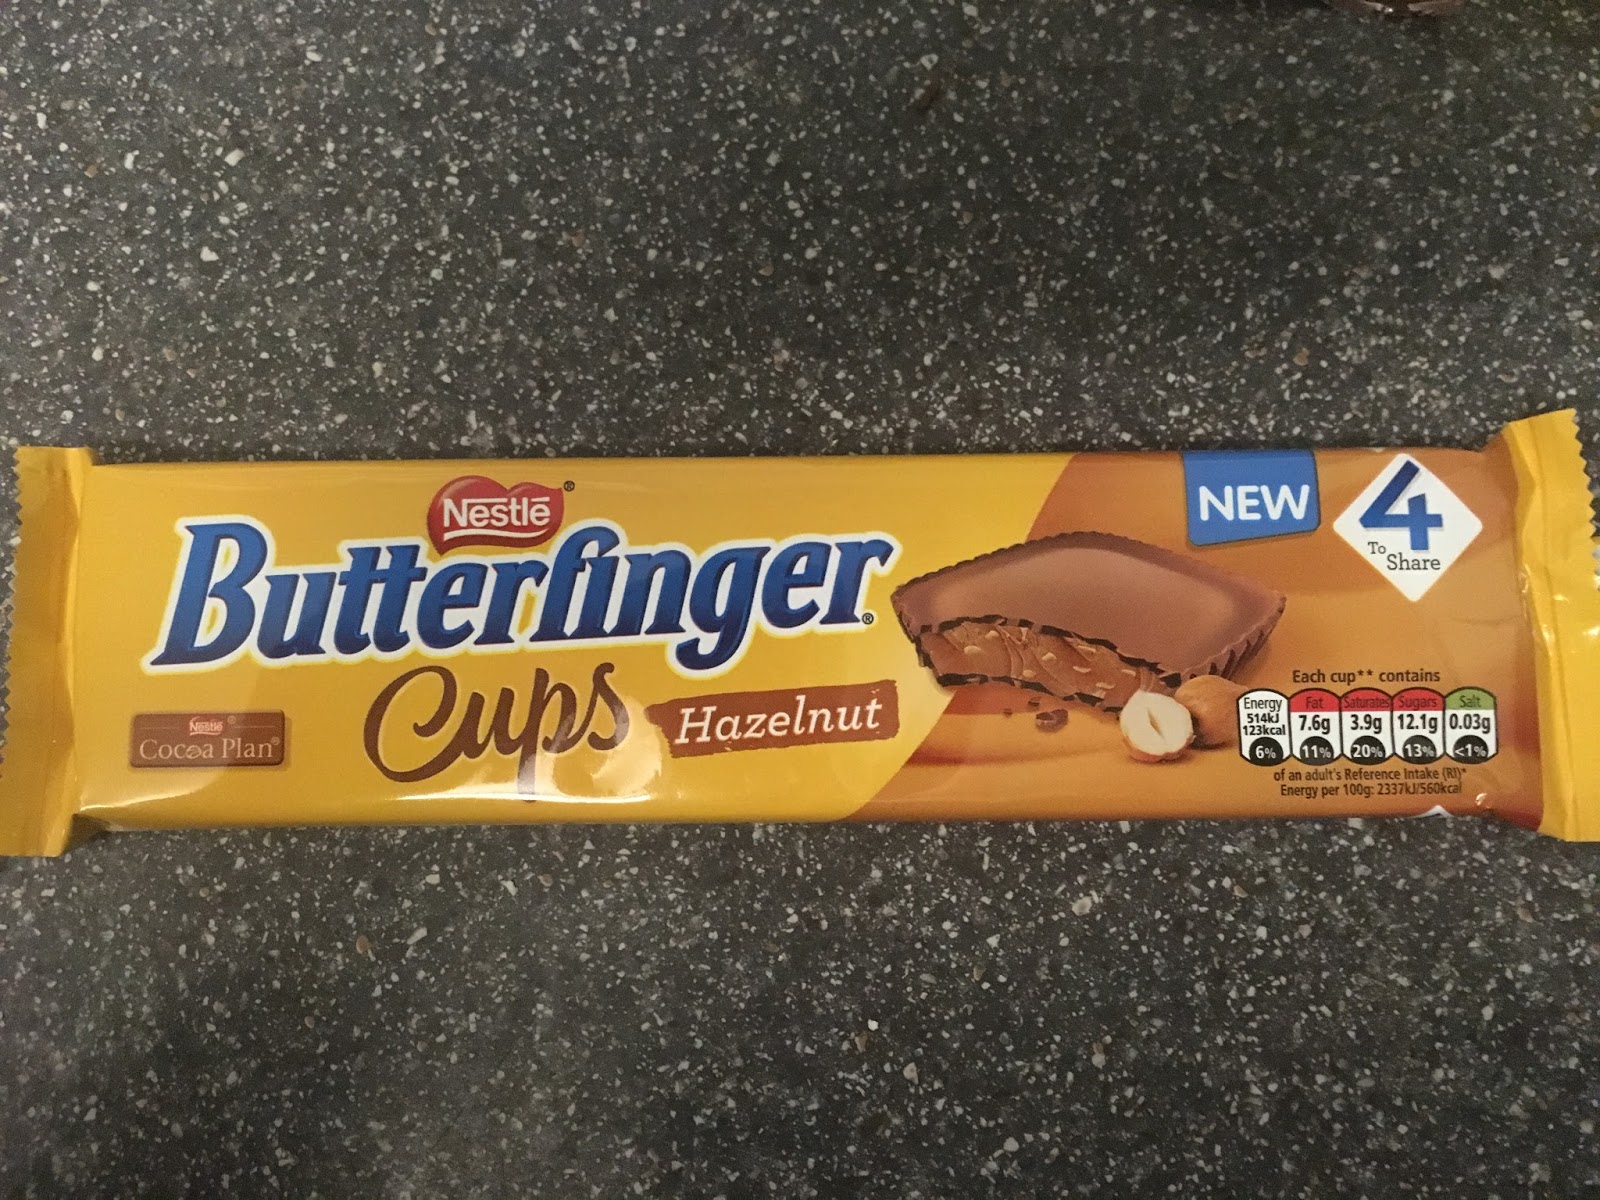 Nestlé®
Butterfinger®
Cups
Hazelnut
Nestlé®
Cocoa Plan®
NEW
4
To Share
Each cup** contains
Energy Fat Saturates Sugars Salt
514kJ 7.6g 3.9g 12.1g 0.03g
123kcal
6% 11% 20% 13% <1%
of an adult's Reference Intake (RI)*
Energy per 100g: 2337kJ/560kcal